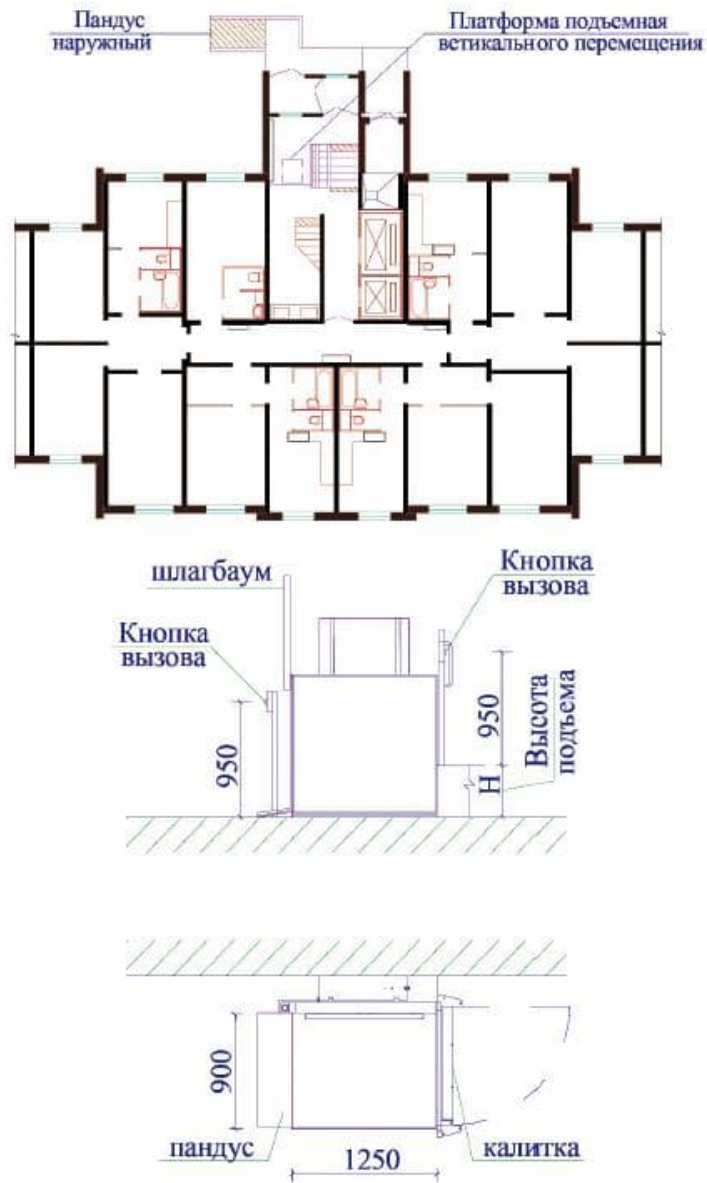 Пандус
наружный
Платформа подъемная
ветикального перемещения
шлагбаум
Кнопка
вызова
Кнопка
вызова
950
950
H
Высота
подъема
900
пандус
1250
калитка